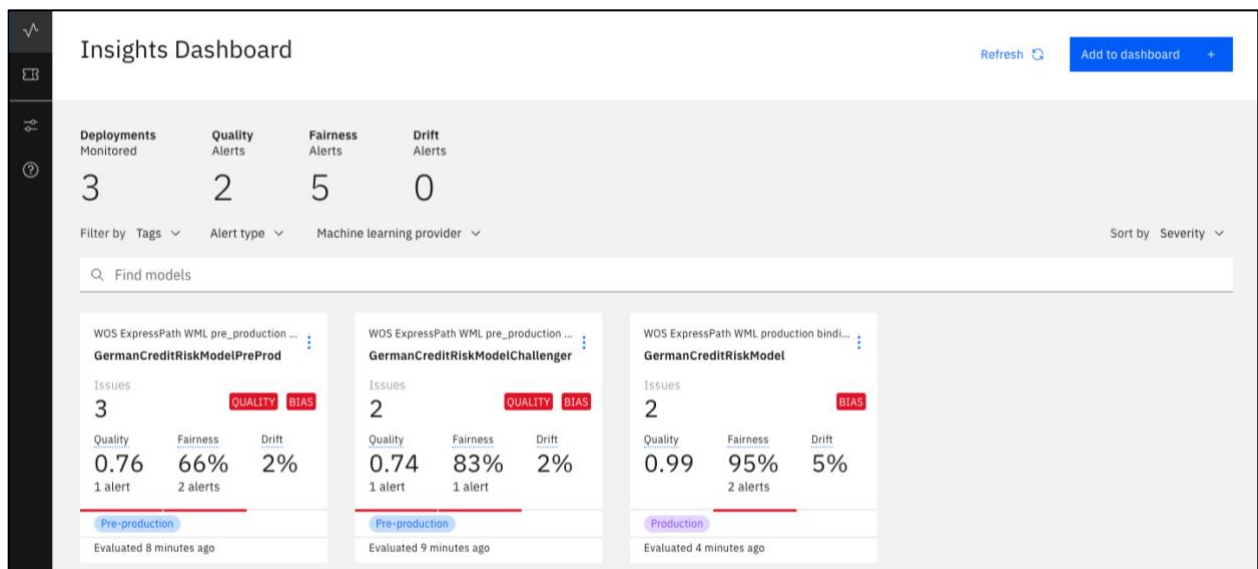 Insights Dashboard
Refresh
Add to dashboard +
Deployments Quality Fairness Drift
Monitored Alerts Alerts Alerts
3 2 5 0
Filter by Tags Alert type Machine learning provider Sort by Severity
Find models
WOS ExpressPath WML pre_production ...
GermanCreditRiskModelPreProd
Issues
3 QUALITY BIAS
Quality Fairness Drift
0.76 66% 2%
1 alert 2 alerts
Pre-production
Evaluated 8 minutes ago
WOS ExpressPath WML pre_production ...
GermanCreditRiskModelChallenger
Issues
2 QUALITY BIAS
Quality Fairness Drift
0.74 83% 2%
1 alert 1 alert
Pre-production
Evaluated 9 minutes ago
WOS ExpressPath WML production bindi...
GermanCreditRiskModel
Issues
2 BIAS
Quality Fairness Drift
0.99 95% 5%
2 alerts
Production
Evaluated 4 minutes ago